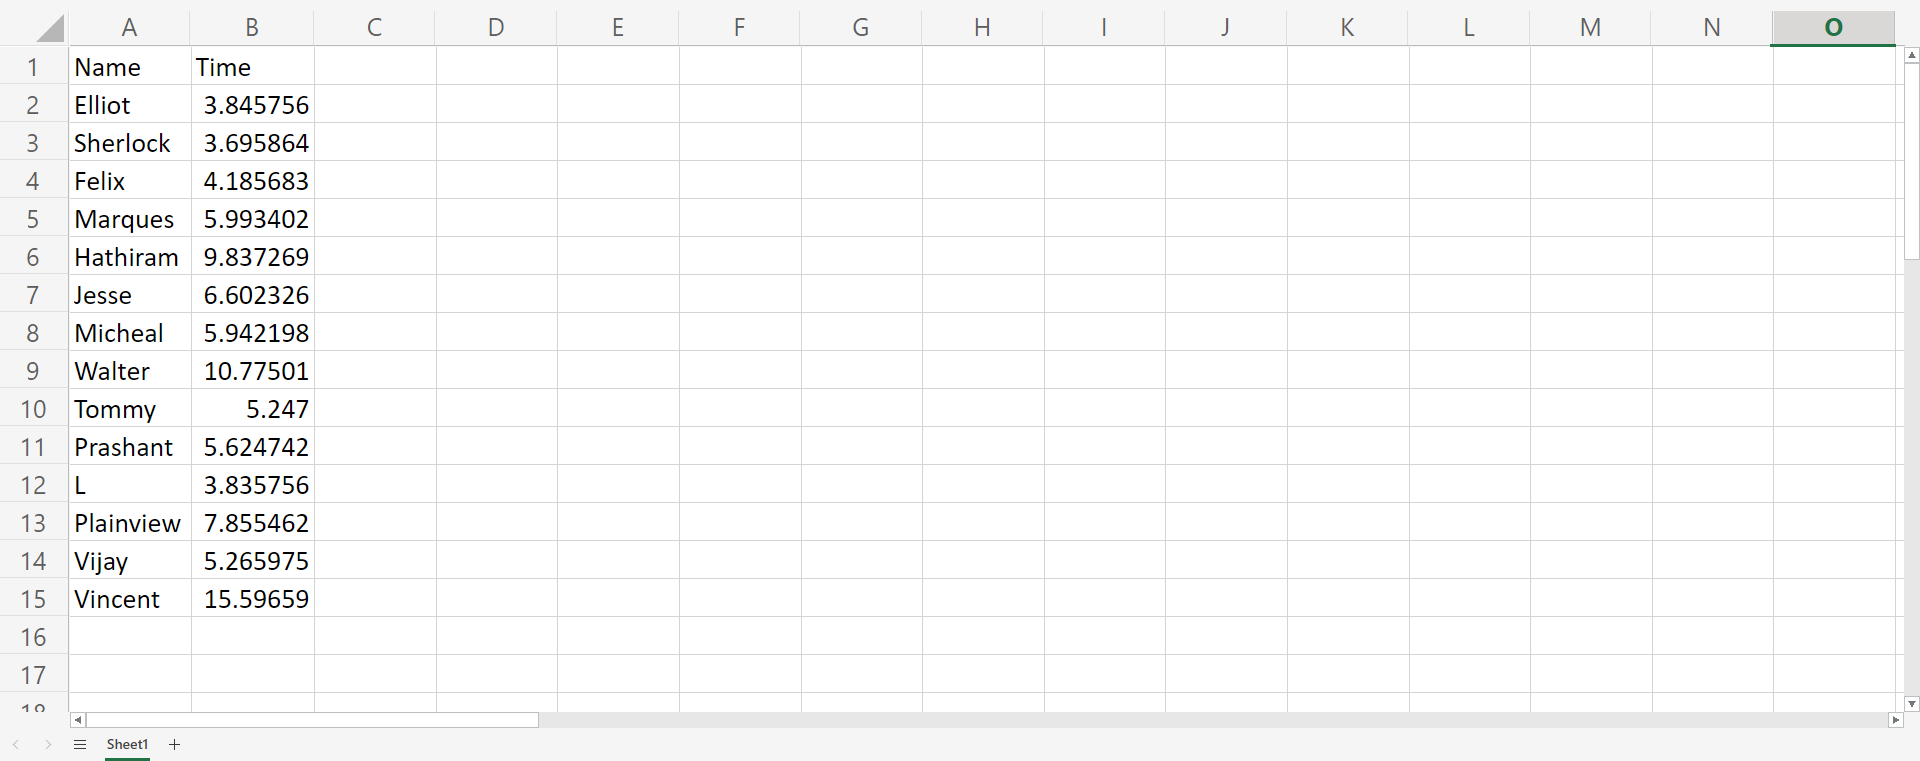 A B C D E F G H I J K L M N O
1 Name Time
2 Elliot 3.845756
3 Sherlock 3.695864
4 Felix 4.185683
5 Marques 5.993402
6 Hathiram 9.837269
7 Jesse 6.602326
8 Micheal 5.942198
9 Walter 10.77501
10 Tommy 5.247
11 Prashant 5.624742
12 L 3.835756
13 Plainview 7.855462
14 Vijay 5.265975
15 Vincent 15.59659
16
17
18
Sheet1